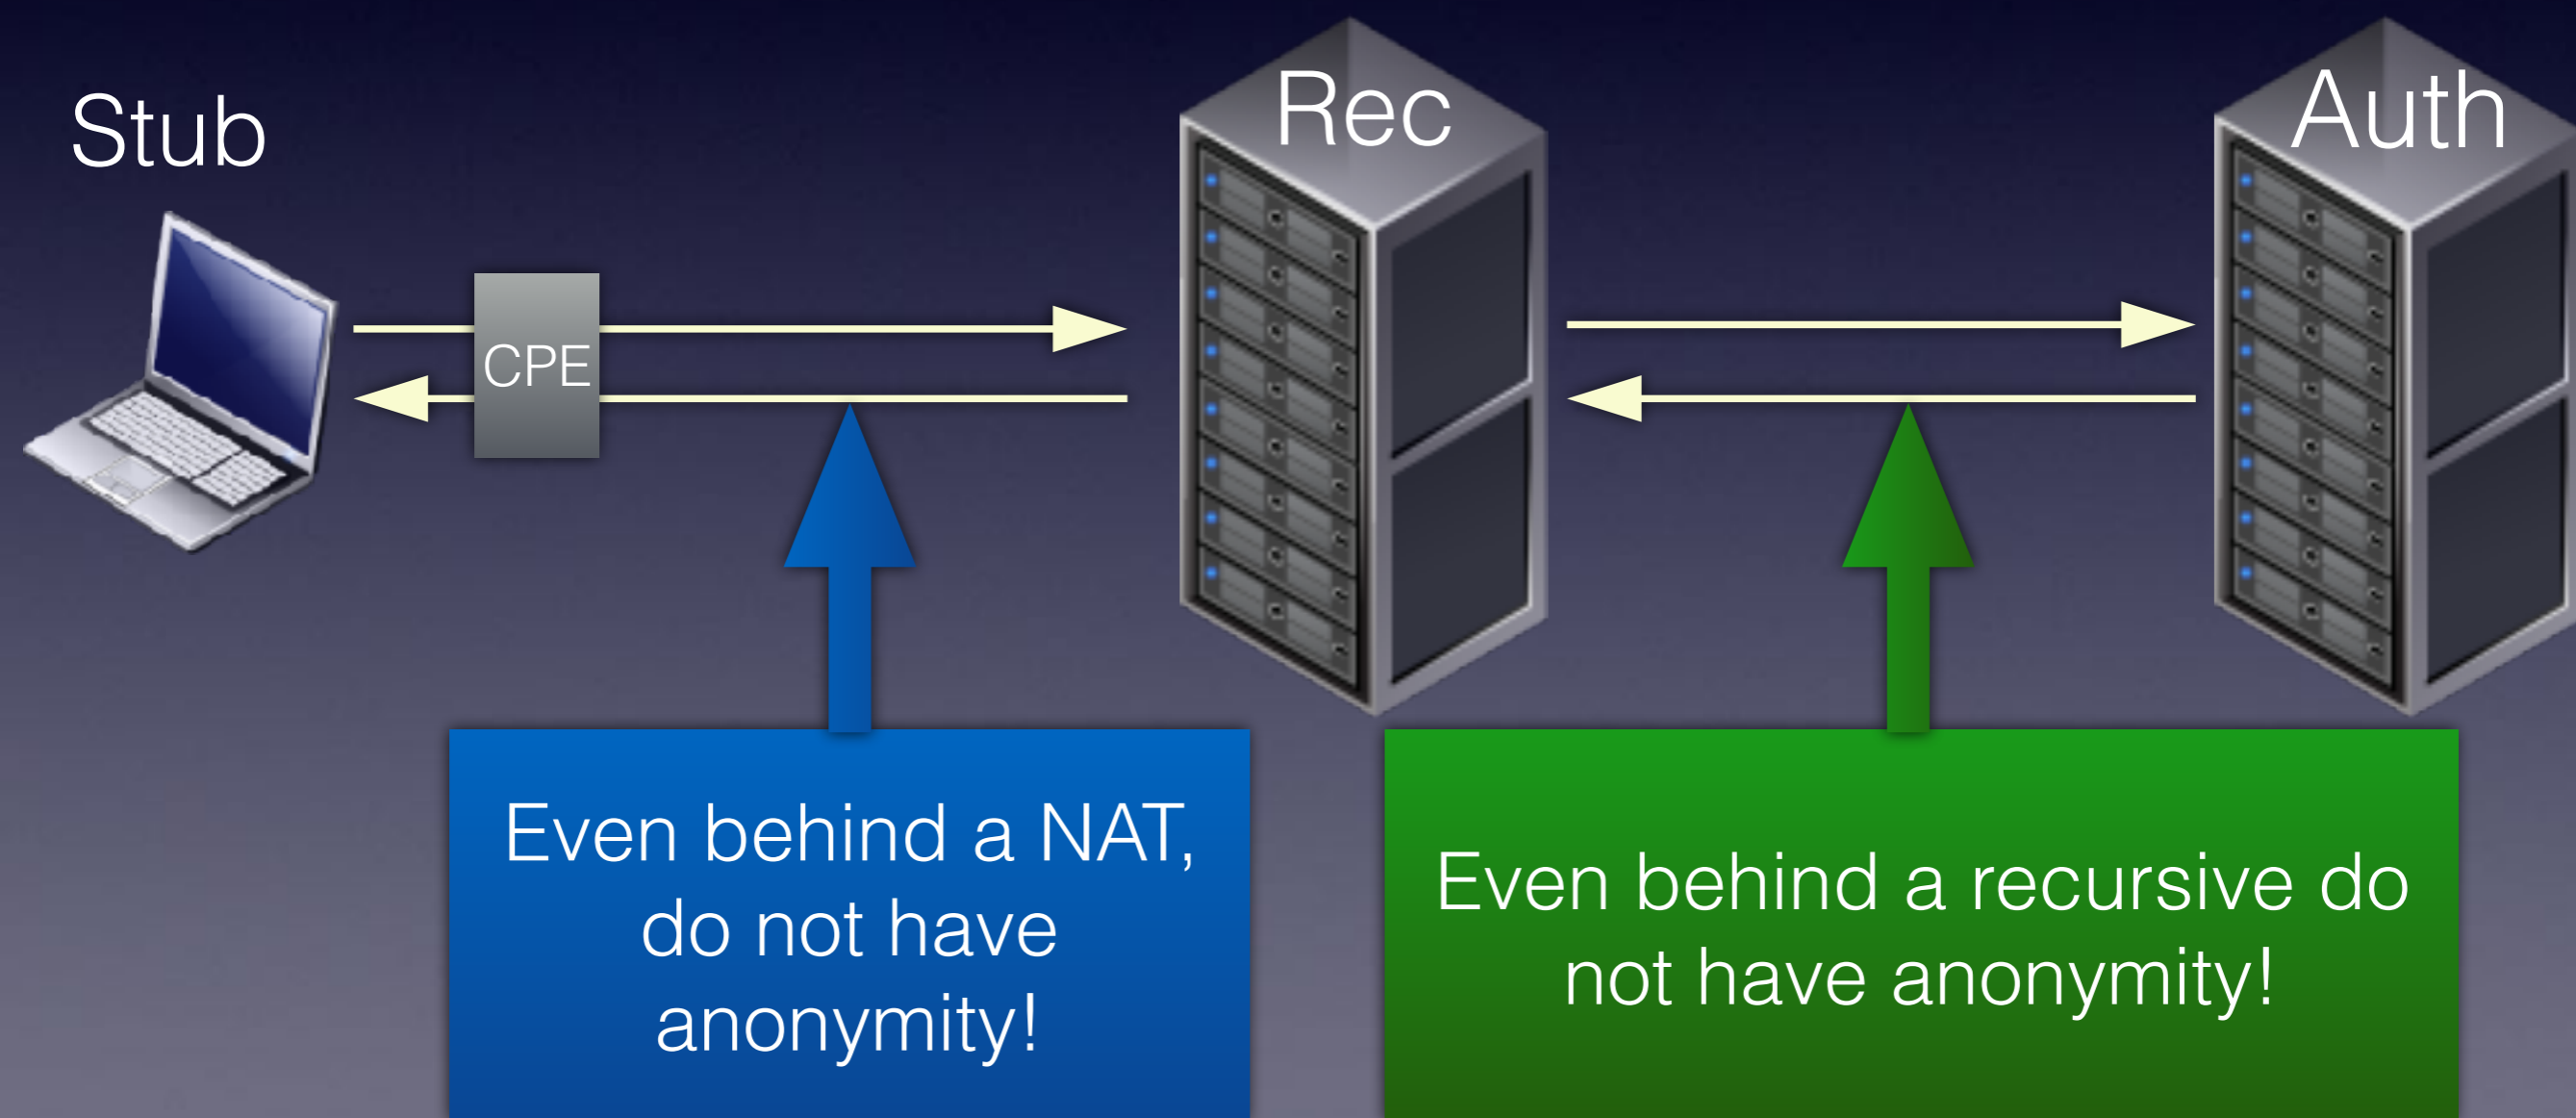 Stub
Rec
Auth
CPE
Even behind a NAT,
do not have
anonymity!
Even behind a recursive do
not have anonymity!